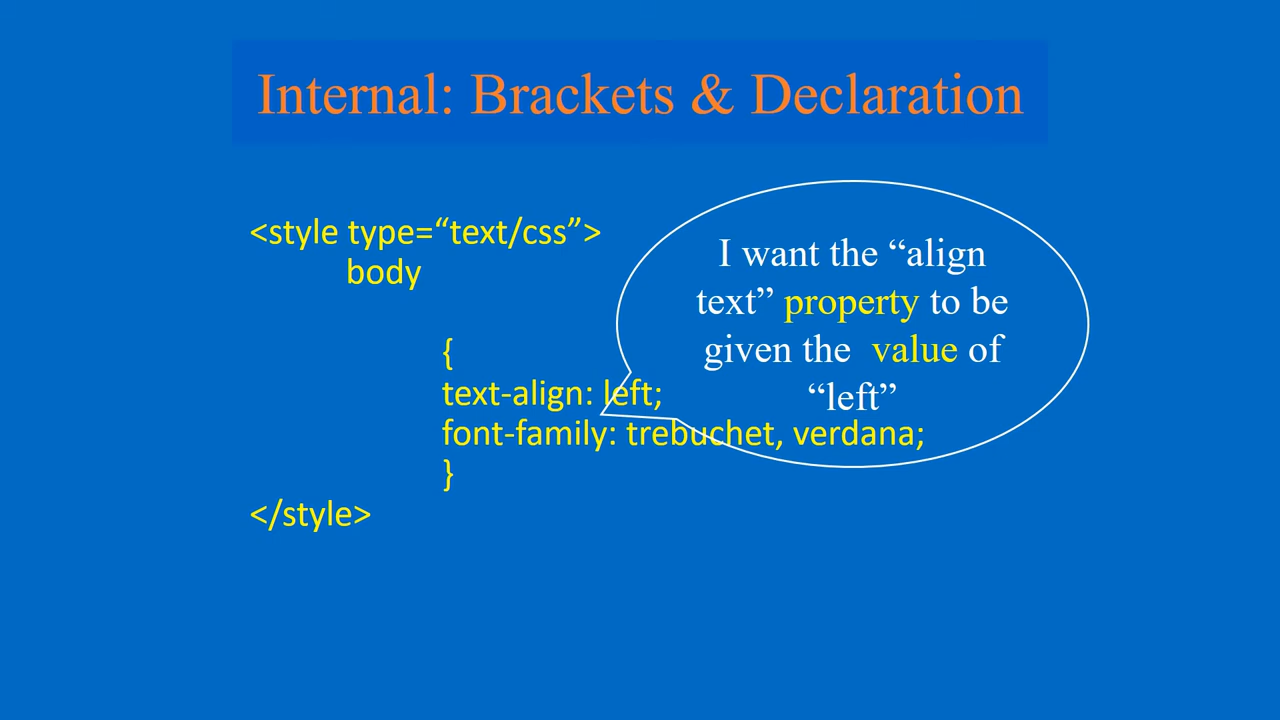 Internal: Brackets & Declaration
<style type=“text/css”>
body
{
text-align: left;
font-family: trebuchet, verdana;
}
</style>
I want the “align
text” property to be
given the value of
“left”